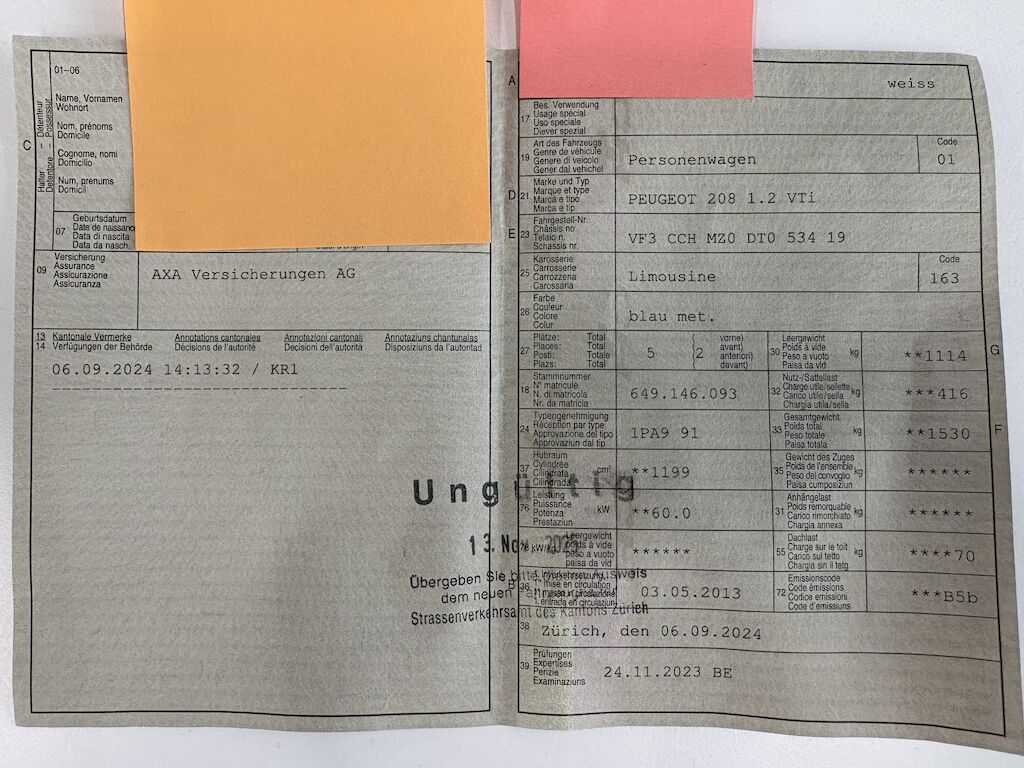 01–06
Détenteur
Possesseur
C
Halter
Detentore
Name, Vornamen
Wohnort
Nom, prénoms
Domicile
Cognome, nomi
Domicilio
Num, prenums
Domicil
07
Geburtsdatum
Date de naissance
Data di nascita
Data da nasch.
09
Versicherung
Assurance
Assicurazione
Assicuranza
AXA Versicherungen AG
13 Kantonale Vermerke Annotations cantonales Annotazioni cantonali Annotaziuns chantunalas
14 Verfügungen der Behörde Décisions de l'autorité Decisioni dell'autorità Disposiziuns da l'autoritad
06.09.2024 14:13:32 / KR1
A
weiss
17
Bes. Verwendung
Usage spécial
Uso speciale
Diever spezial
19
Art des Fahrzeugs
Genre de véhicule
Genere di veicolo
Gener dal vehichel
Personenwagen
Code
01
D 21
Marke und Typ
Marque et type
Marca e tipo
Marca e tip
PEUGEOT 208 1.2 VTi
E 23
Fahrgestell-Nr.
Châssis no
Telaio n.
Schassis nr.
VF3 CCH MZ0 DT0 534 19
25
Karosserie
Carrosserie
Carrozzeria
Carossaria
Limousine
Code
163
26
Farbe
Couleur
Colore
Colur
blau met.
27
Plätze: Total
Places: Total
Posti: Totale
Plazs: Total
5
(2
vorne)
avant)
anteriori)
davant)
30
Leergewicht
Poids à vide
Peso a vuoto
Paisa da vid
kg
**1114
G
18
Stammnummer
N° matricule
N. di matricola
Nr. da matricla
649.146.093
32
Nutz-/Sattellast
Charge utile/sellette
Carico utile/sella
Chargia utila/sella
kg
***416
24
Typengenehmigung
Réception par type
Approvazione del tipo
Approvaziun dal tip
1PA9 91
33
Gesamtgewicht
Poids total
Peso totale
Paisa totala
kg
**1530
F
37
Hubraum
Cylindrée
Cilindrata
Cilindrada
cm³
**1199
35
Gewicht des Zuges
Poids de l'ensemble
Peso del convoglio
Paisa cumposiziun
kg
******
Ungültig
76
Leistung
Puissance
Potenza
Prestaziun
kW
**60.0
31
Anhängelast
Poids remorquable
Carico rimorchiato
Chargia annexa
kg
******
13. Nov.
78 kW/kg
Leergewicht
poids à vide
peso a vuoto
paisa da vid
******
55
Dachlast
Charge sur le toit
Carico sul tetto
Chargia sin il tetg
kg
****70
Übergeben Sie bitte Ausweis
dem neuen
Strassenverkehrsamt des Kantons Zürich
B 36
1. Inverkehrsetzung
1. mise en circulation
1. messa in circolaz.
1. entrada en circulaziun
03.05.2013
72
Emissionscode
Code émissions
Codice emissioni
Code d'emissiuns
***B5b
38
Zürich, den 06.09.2024
39
Prüfungen
Expertises
Perizie
Examinaziuns
24.11.2023 BE